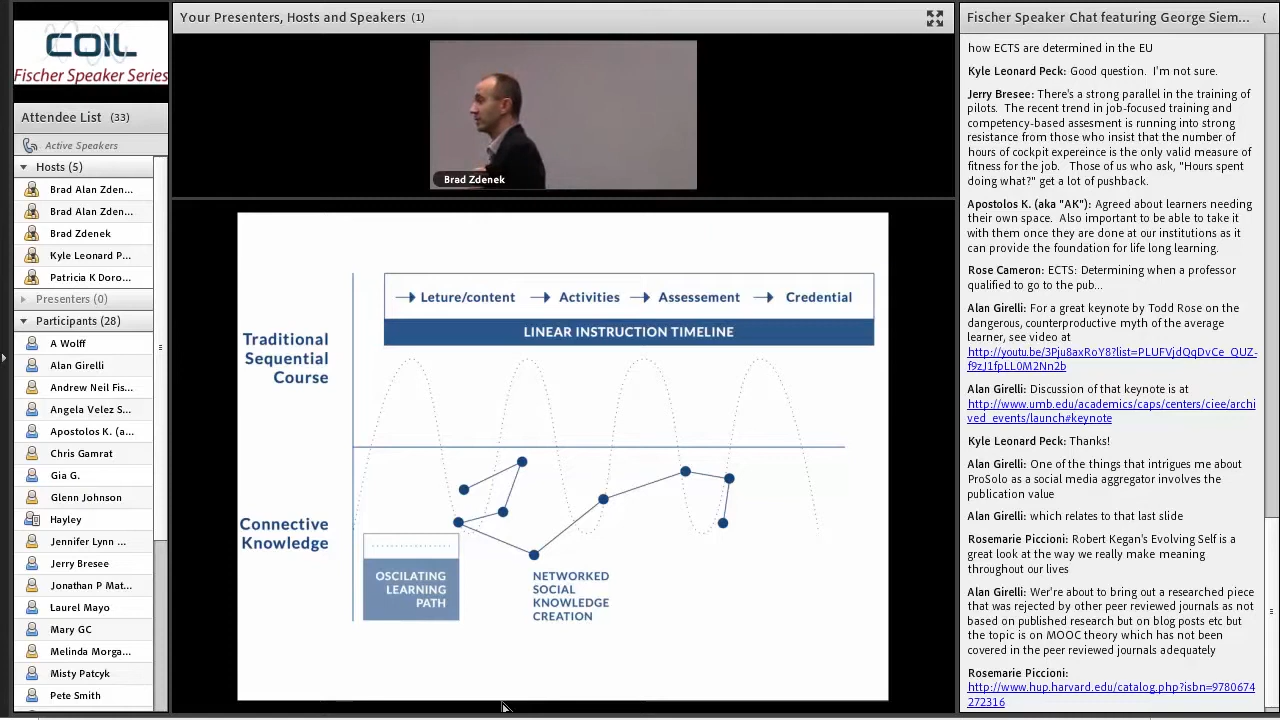 COIL
Fischer Speaker Series
Attendee List (33)
Active Speakers
Hosts (5)
Brad Alan Zden...
Brad Alan Zden...
Brad Zdenek
Kyle Leonard P...
Patricia K Doro...
Presenters (0)
Participants (28)
A Wolff
Alan Girelli
Andrew Neil Fis...
Angela Velez S...
Apostolos K. (a...
Chris Gamrat
Gia G.
Glenn Johnson
Hayley
Jennifer Lynn ...
Jerry Bresee
Jonathan P Mat...
Laurel Mayo
Mary GC
Melinda Morga...
Misty Patcyk
Pete Smith
Your Presenters, Hosts and Speakers (1)
Brad Zdenek
Leture/content Activities Assessement Credential
LINEAR INSTRUCTION TIMELINE
Traditional
Sequential
Course
Connective
Knowledge
OSCILATING
LEARNING
PATH
NETWORKED
SOCIAL
KNOWLEDGE
CREATION
Fischer Speaker Chat featuring George Siem... (
how ECTS are determined in the EU
Kyle Leonard Peck: Good question. I'm not sure.
Jerry Bresee: There's a strong parallel in the training of
pilots. The recent trend in job-focused training and
competency-based assesment is running into strong
resistance from those who insist that the number of
hours of cockpit expereince is the only valid measure of
fitness for the job. Those of us who ask, "Hours spent
doing what?" get a lot of pushback.
Apostolos K. (aka "AK"): Agreed about learners needing
their own space. Also important to be able to take it
with them once they are done at our institutions as it
can provide the foundation for life long learning.
Rose Cameron: ECTS: Determining when a professor
qualified to go to the pub...
Alan Girelli: For a great keynote by Todd Rose on the
dangerous, counterproductive myth of the average
learner, see video at
http://youtu.be/3Pju8axRoY8?list=PLUFVjdQqDvCe_QUZ-
f9zJ1fpLL0M2Nn2b
Alan Girelli: Discussion of that keynote is at
http://www.umb.edu/academics/caps/centers/ciee/archi
ved_events/launch#keynote
Kyle Leonard Peck: Thanks!
Alan Girelli: One of the things that intrigues me about
ProSolo as a social media aggregator involves the
publication value
Alan Girelli: which relates to that last slide
Rosemarie Piccioni: Robert Kegan's Evolving Self is a
great look at the way we really make meaning
throughout our lives
Alan Girelli: Wer're about to bring out a researched piece
that was rejected by other peer reviewed journals as not
based on published research but on blog posts etc but
the topic is on MOOC theory which has not been
covered in the peer reviewed journals adequately
Rosemarie Piccioni:
http://www.hup.harvard.edu/catalog.php?isbn=9780674
272316